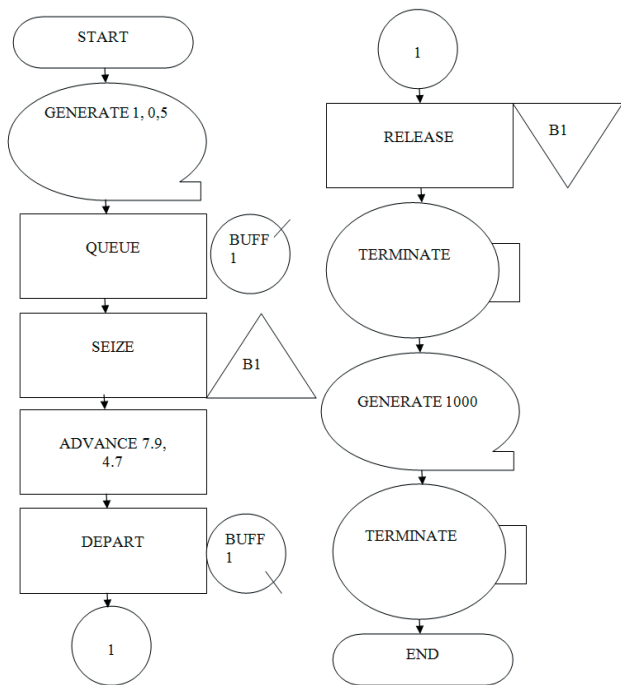 START
GENERATE 1, 0,5
QUEUE
BUFF
1
SEIZE
B1
ADVANCE 7.9,
4.7
DEPART
BUFF
1
1
1
RELEASE
B1
TERMINATE
GENERATE 1000
TERMINATE
END